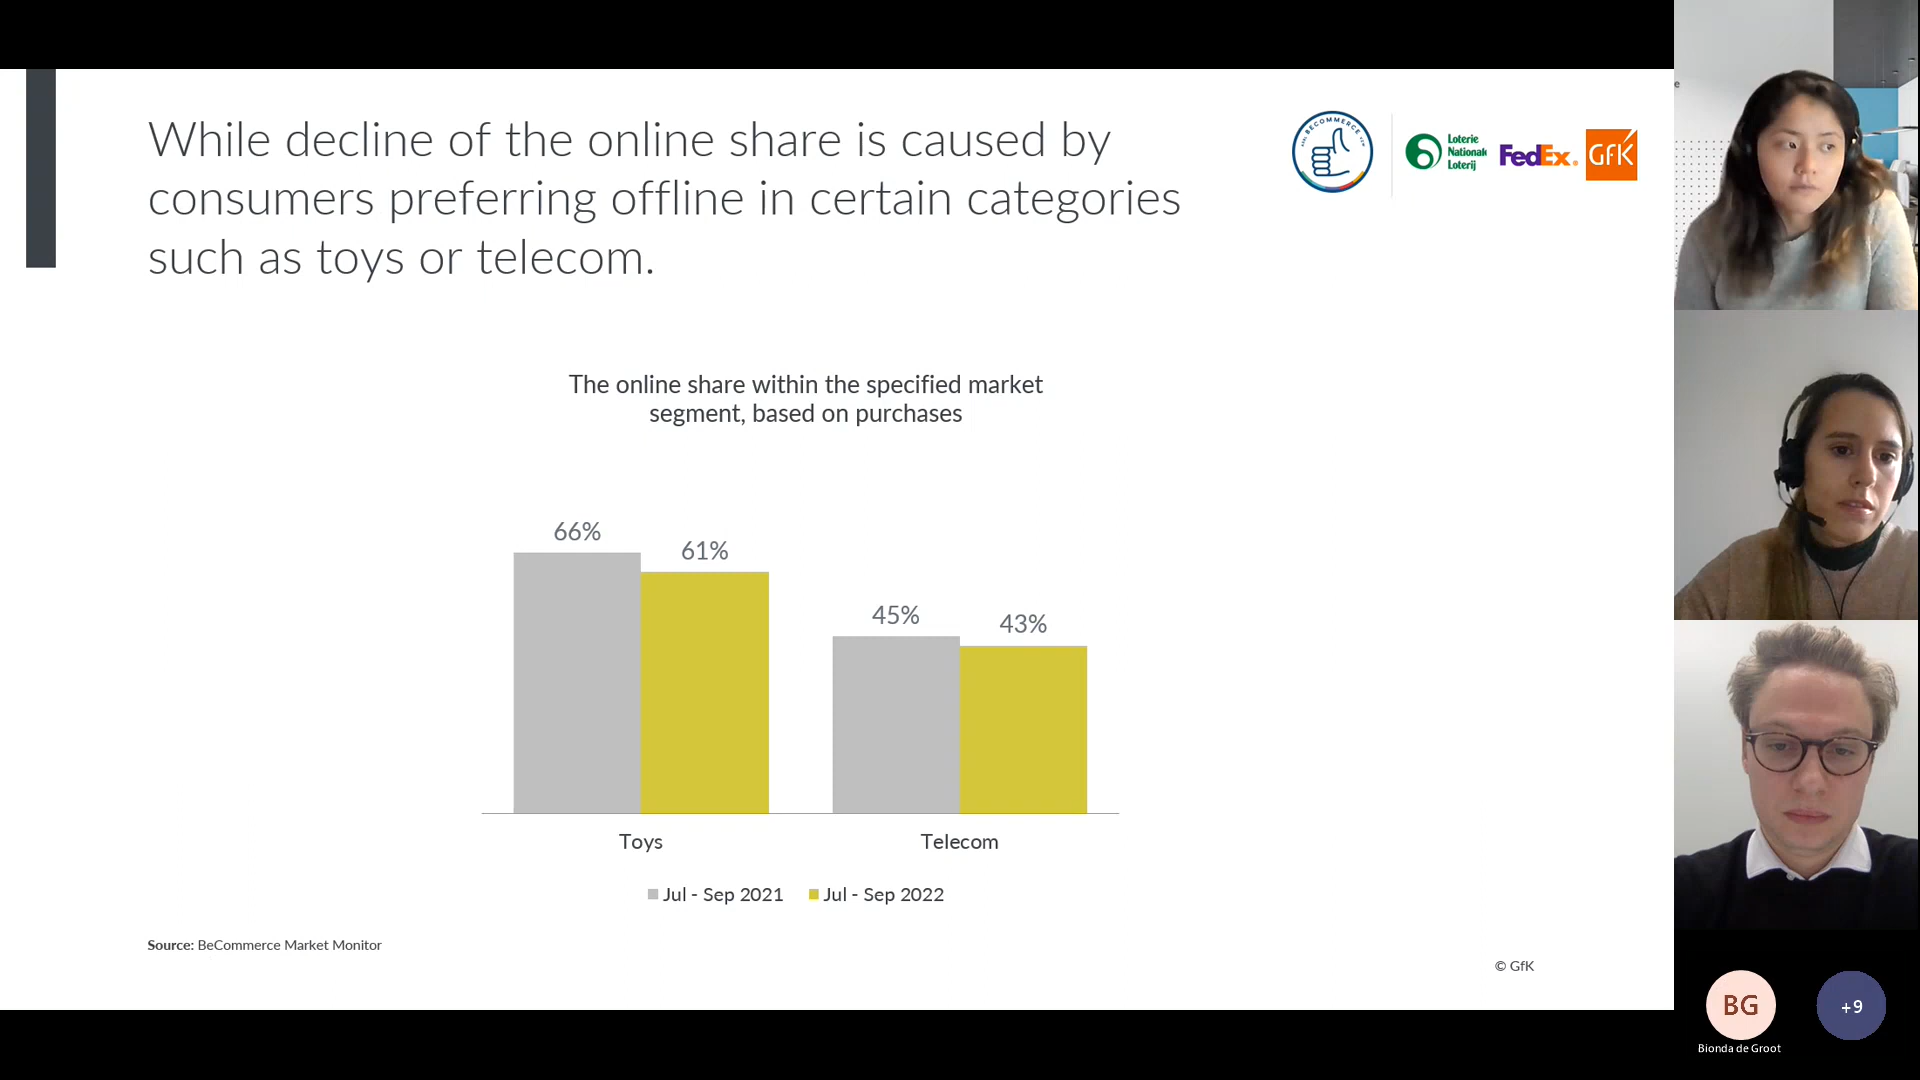 While decline of the online share is caused by
consumers preferring offline in certain categories
such as toys or telecom.
BECOMMERCE
Loterie
Nationale
Loterij
FedEx.
GfK
The online share within the specified market
segment, based on purchases
66%
61%
45%
43%
Toys
Telecom
Jul - Sep 2021
Jul - Sep 2022
Source: BeCommerce Market Monitor
© GfK
BG
+9
Bionda de Groot